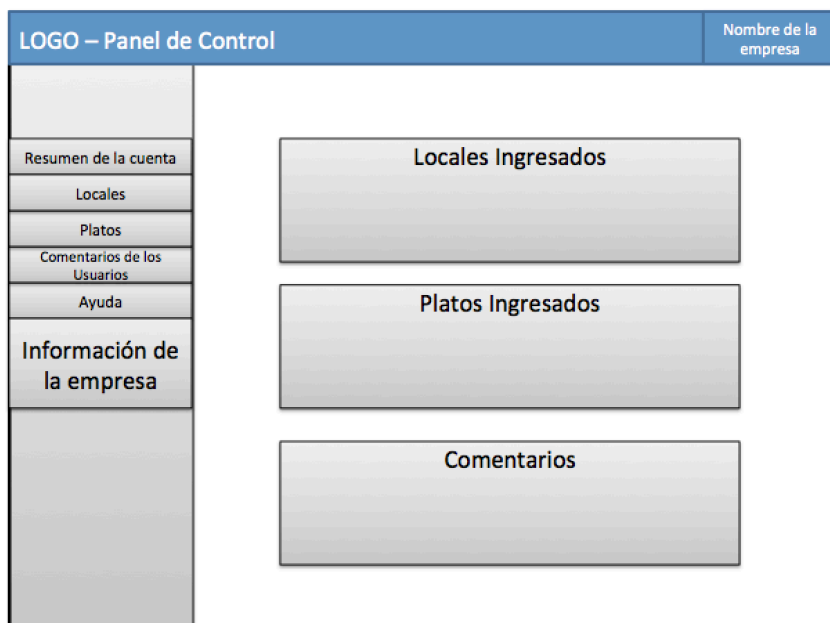 LOGO – Panel de Control
Nombre de la
empresa
Resumen de la cuenta
Locales
Platos
Comentarios de los
Usuarios
Ayuda
Información de
la empresa
Locales Ingresados
Platos Ingresados
Comentarios